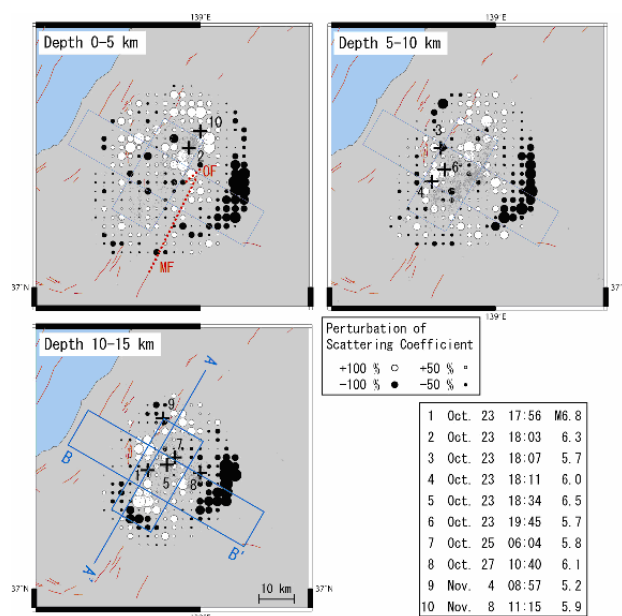 139°E
Depth 0-5 km
10
2
OF
MF
37°N
Depth 5-10 km
3
6
4
139°E
37°N
Depth 10-15 km
A
9
7
B
1
5
8
B'
A'
37°N
10 km
139°E
Perturbation of
Scattering Coefficient
+100 % +50 %
-100 % -50 %
1 Oct. 23 17:56 M6.8
2 Oct. 23 18:03 6.3
3 Oct. 23 18:07 5.7
4 Oct. 23 18:11 6.0
5 Oct. 23 18:34 6.5
6 Oct. 23 19:45 5.7
7 Oct. 25 06:04 5.8
8 Oct. 27 10:40 6.1
9 Nov. 4 08:57 5.2
10 Nov. 8 11:15 5.9